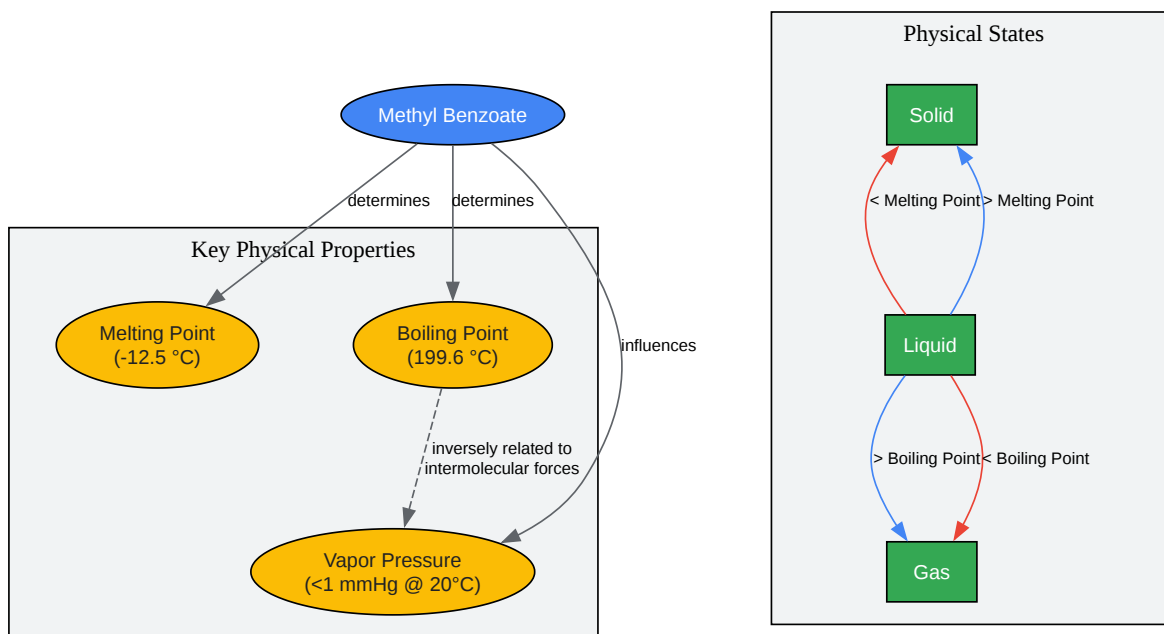 Methyl Benzoate
determines
determines
influences
Key Physical Properties
Melting Point
(-12.5 °C)
Boiling Point
(199.6 °C)
inversely related to
intermolecular forces
Vapor Pressure
(<1 mmHg @ 20°C)
Physical States
Solid
< Melting Point
> Melting Point
Liquid
> Boiling Point
< Boiling Point
Gas